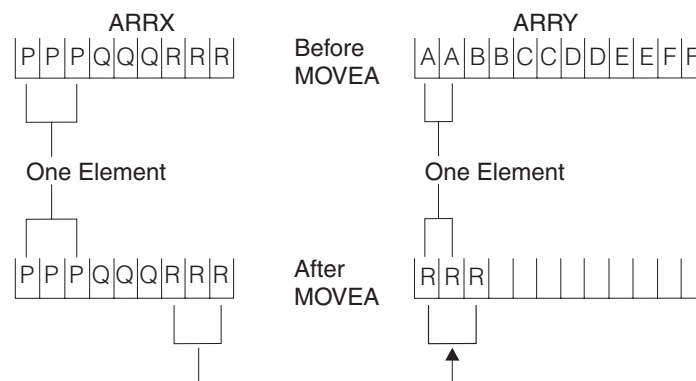 ARRX ARRY
P P P Q Q Q R R R Before A A B B C C D D E E F F
MOVEA
One Element One Element
P P P Q Q Q R R R After R R R
MOVEA